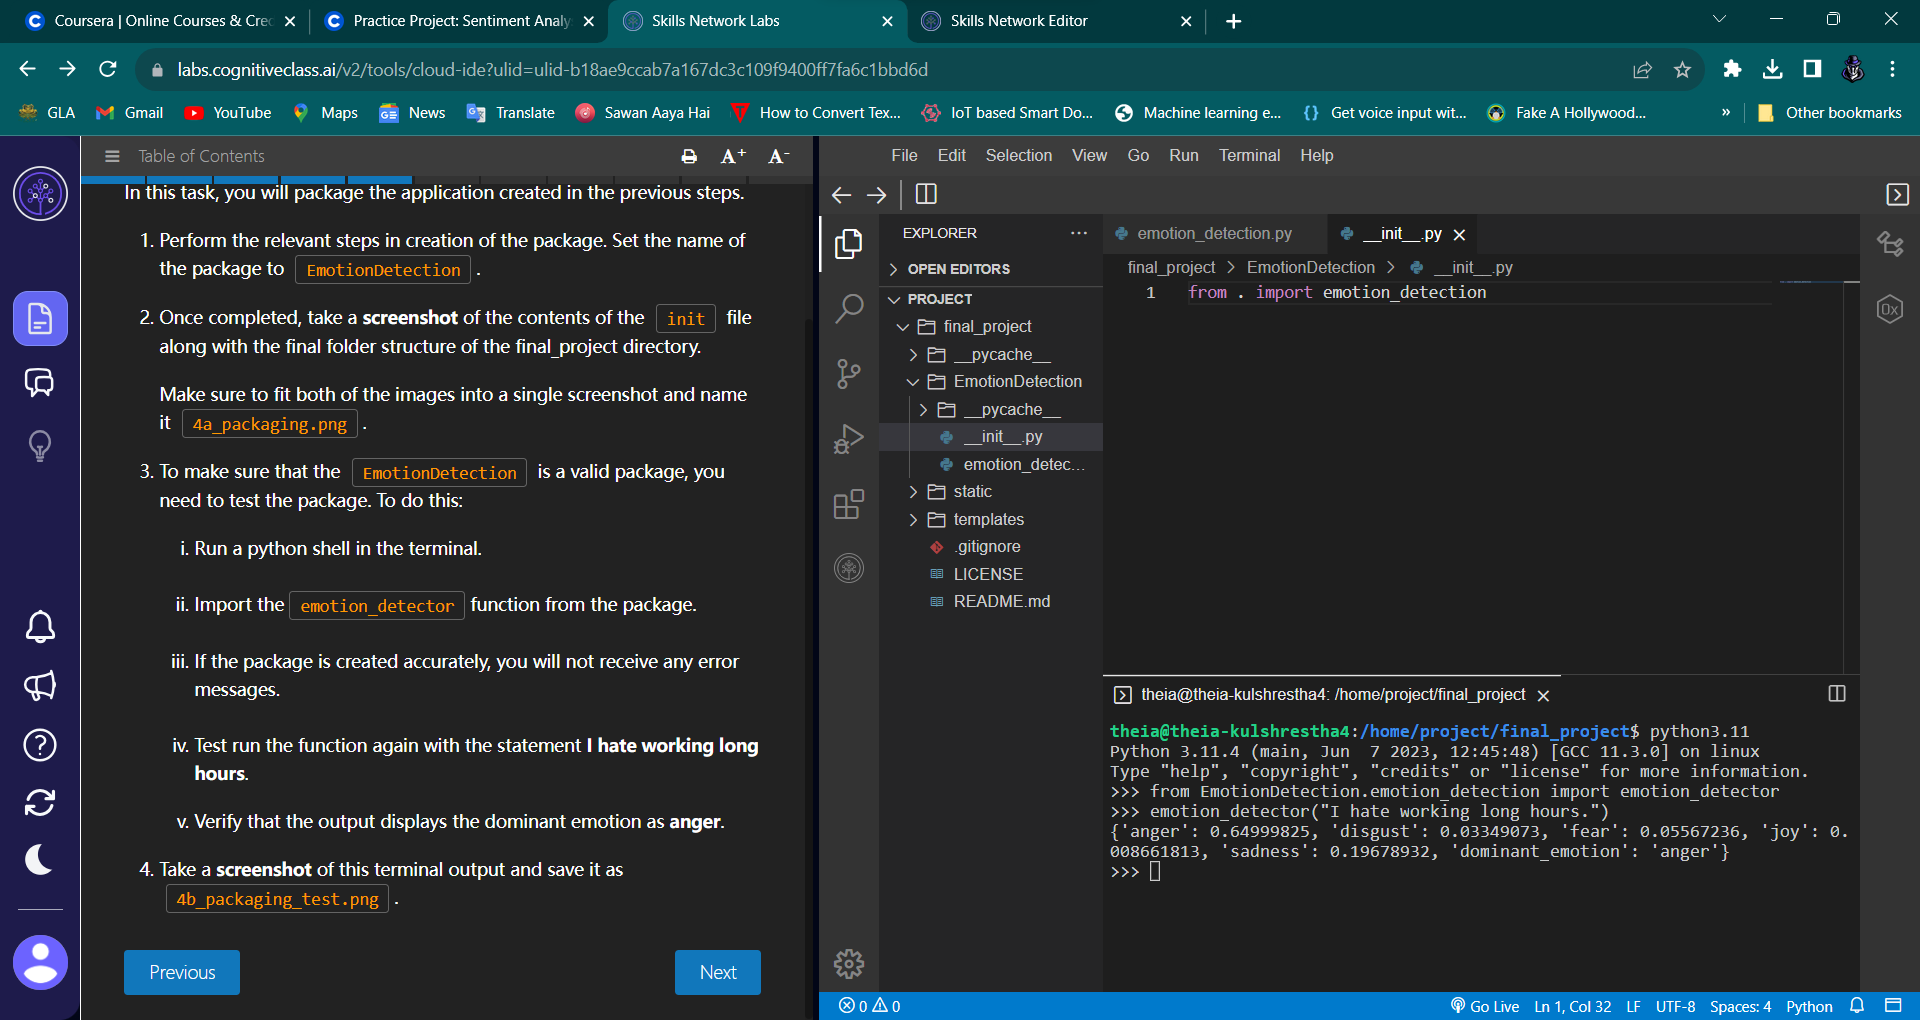 Coursera | Online Courses & Cre
Practice Project: Sentiment Analy
Skills Network Labs
Skills Network Editor
labs.cognitiveclass.ai/v2/tools/cloud-ide?ulid=ulid-b18ae9ccab7a167dc3c109f9400ff7fa6c1bbd6d
GLA
Gmail
YouTube
Maps
News
Translate
Sawan Aaya Hai
How to Convert Tex...
IoT based Smart Do...
Machine learning e...
Get voice input wit...
Fake A Hollywood...
»
Other bookmarks
Table of Contents
A+ A-
In this task, you will package the application created in the previous steps.
1. Perform the relevant steps in creation of the package. Set the name of
the package to EmotionDetection .
2. Once completed, take a screenshot of the contents of the init file
along with the final folder structure of the final_project directory.
Make sure to fit both of the images into a single screenshot and name
it 4a_packaging.png .
3. To make sure that the EmotionDetection is a valid package, you
need to test the package. To do this:
i. Run a python shell in the terminal.
ii. Import the emotion_detector function from the package.
iii. If the package is created accurately, you will not receive any error
messages.
iv. Test run the function again with the statement I hate working long
hours.
v. Verify that the output displays the dominant emotion as anger.
4. Take a screenshot of this terminal output and save it as
4b_packaging_test.png .
Previous
Next
File Edit Selection View Go Run Terminal Help
EXPLORER
OPEN EDITORS
PROJECT
final_project
__pycache__
EmotionDetection
__pycache__
__init__.py
emotion_detec...
static
templates
.gitignore
LICENSE
README.md
emotion_detection.py
__init__.py
final_project > EmotionDetection > __init__.py
1 from . import emotion_detection
theia@theia-kulshrestha4: /home/project/final_project
theia@theia-kulshrestha4:/home/project/final_project$ python3.11
Python 3.11.4 (main, Jun  7 2023, 12:45:48) [GCC 11.3.0] on linux
Type "help", "copyright", "credits" or "license" for more information.
>>> from EmotionDetection.emotion_detection import emotion_detector
>>> emotion_detector("I hate working long hours.")
{'anger': 0.64999825, 'disgust': 0.03349073, 'fear': 0.05567236, 'joy': 0.
008661813, 'sadness': 0.19678932, 'dominant_emotion': 'anger'}
>>>
0x
0 0
Go Live
Ln 1, Col 32
LF
UTF-8
Spaces: 4
Python